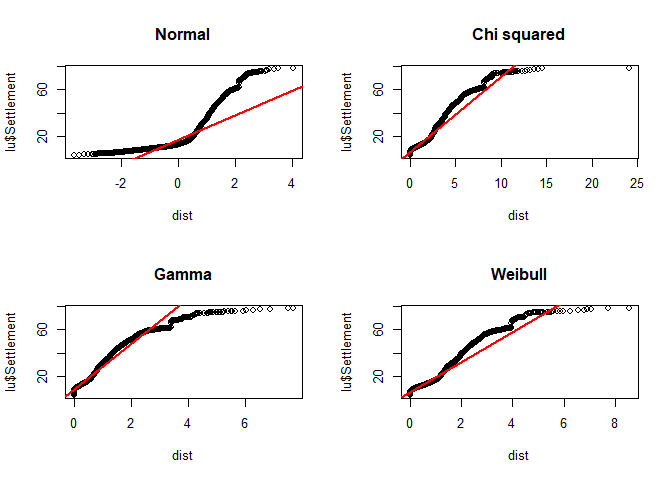 Normal
lu$Settlement
20
60
-2
0
2
4
dist
Chi squared
lu$Settlement
20
60
0
5
10
15
20
25
dist
Gamma
lu$Settlement
20
60
0
2
4
6
dist
Weibull
lu$Settlement
20
60
0
2
4
6
8
dist